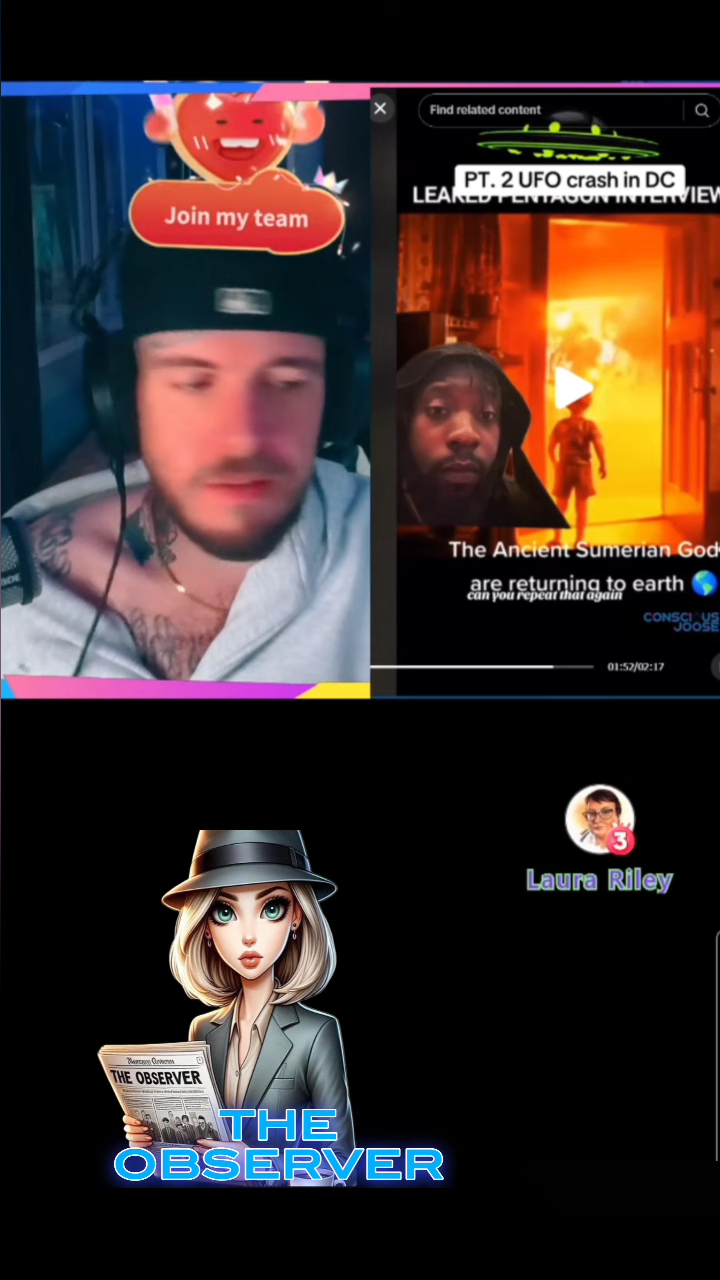 Join my team
Find related content
PT. 2 UFO crash in DC
LEAKED PENTAGON INTERVIEW
The Ancient Sumerian God
are returning to earth
can you repeat that again
CONSCIOUS
JOOSE
01:52/02:17
3
Laura Riley
THE OBSERVER
THE
OBSERVER